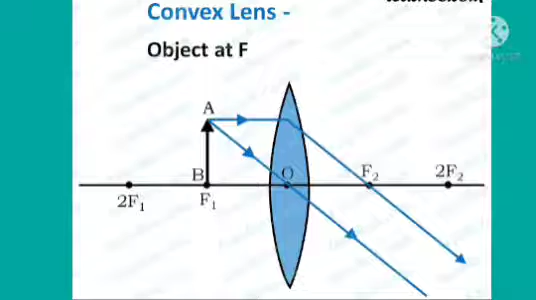 Convex Lens -
Object at F
A
B
O
F₂
2F₂
2F₁
F₁